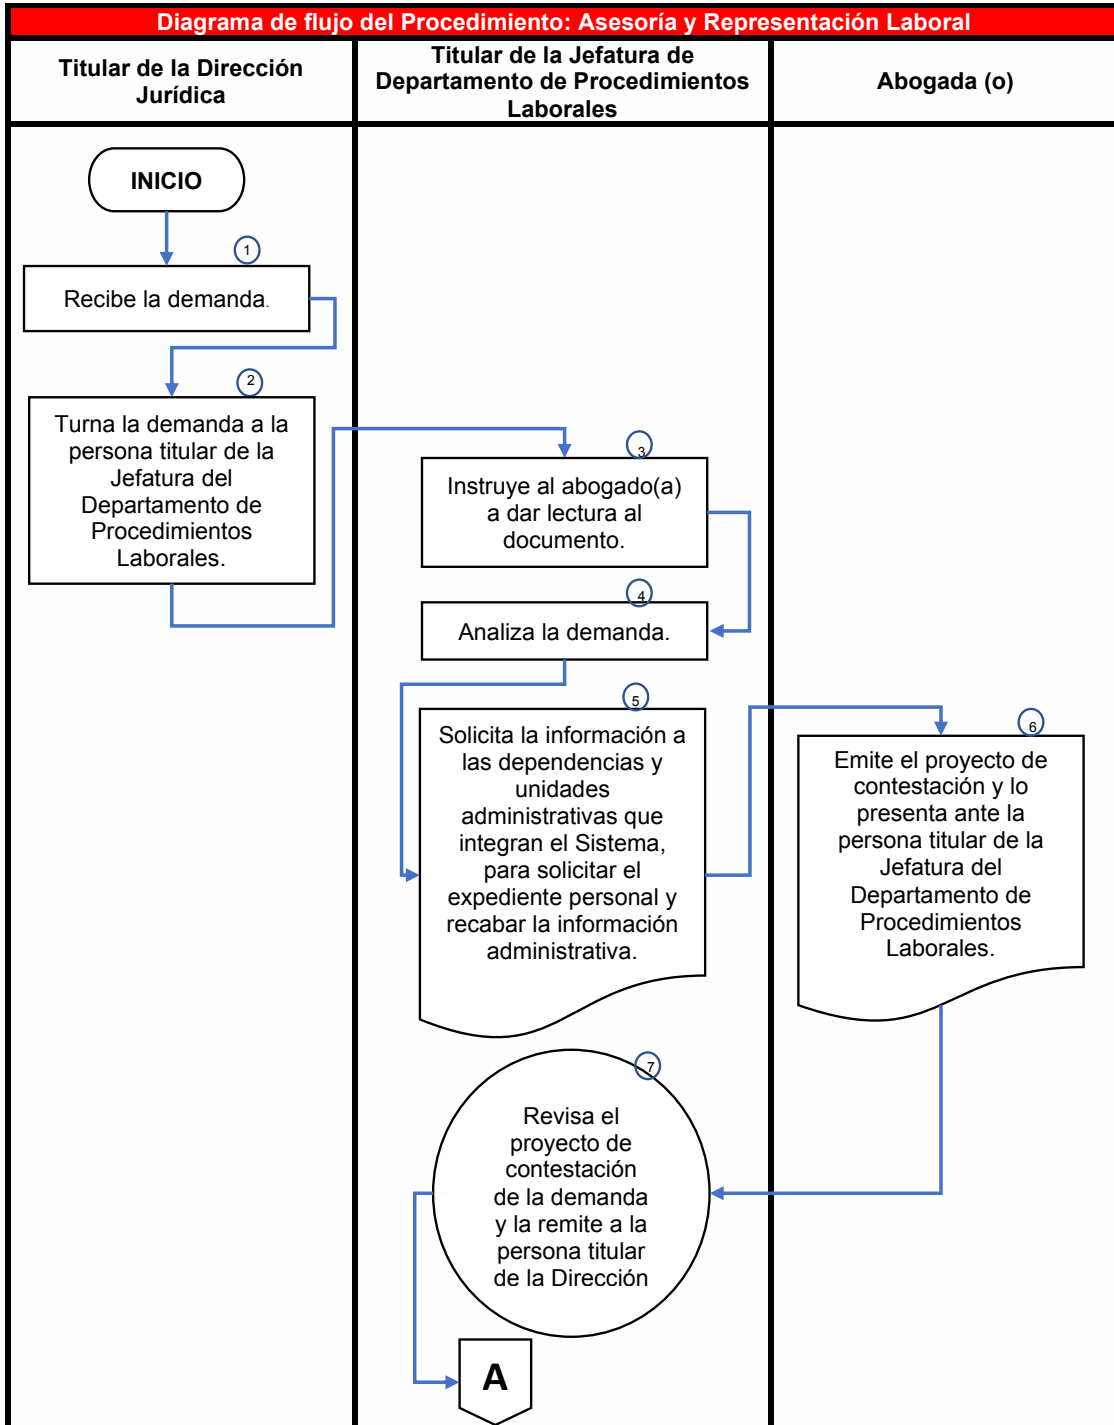 Diagrama de flujo del Procedimiento: Asesoría y Representación Laboral
Titular de la Dirección
Jurídica
Titular de la Jefatura de
Departamento de Procedimientos
Laborales
Abogada (o)
INICIO
1
Recibe la demanda.
2
Turna la demanda a la
persona titular de la
Jefatura del
Departamento de
Procedimientos
Laborales.
3
Instruye al abogado(a)
a dar lectura al
documento.
4
Analiza la demanda.
5
Solicita la información a
las dependencias y
unidades
administrativas que
integran el Sistema,
para solicitar el
expediente personal y
recabar la información
administrativa.
6
Emite el proyecto de
contestación y lo
presenta ante la
persona titular de la
Jefatura del
Departamento de
Procedimientos
Laborales.
7
Revisa el
proyecto de
contestación
de la demanda
y la remite a la
persona titular
de la Dirección
A